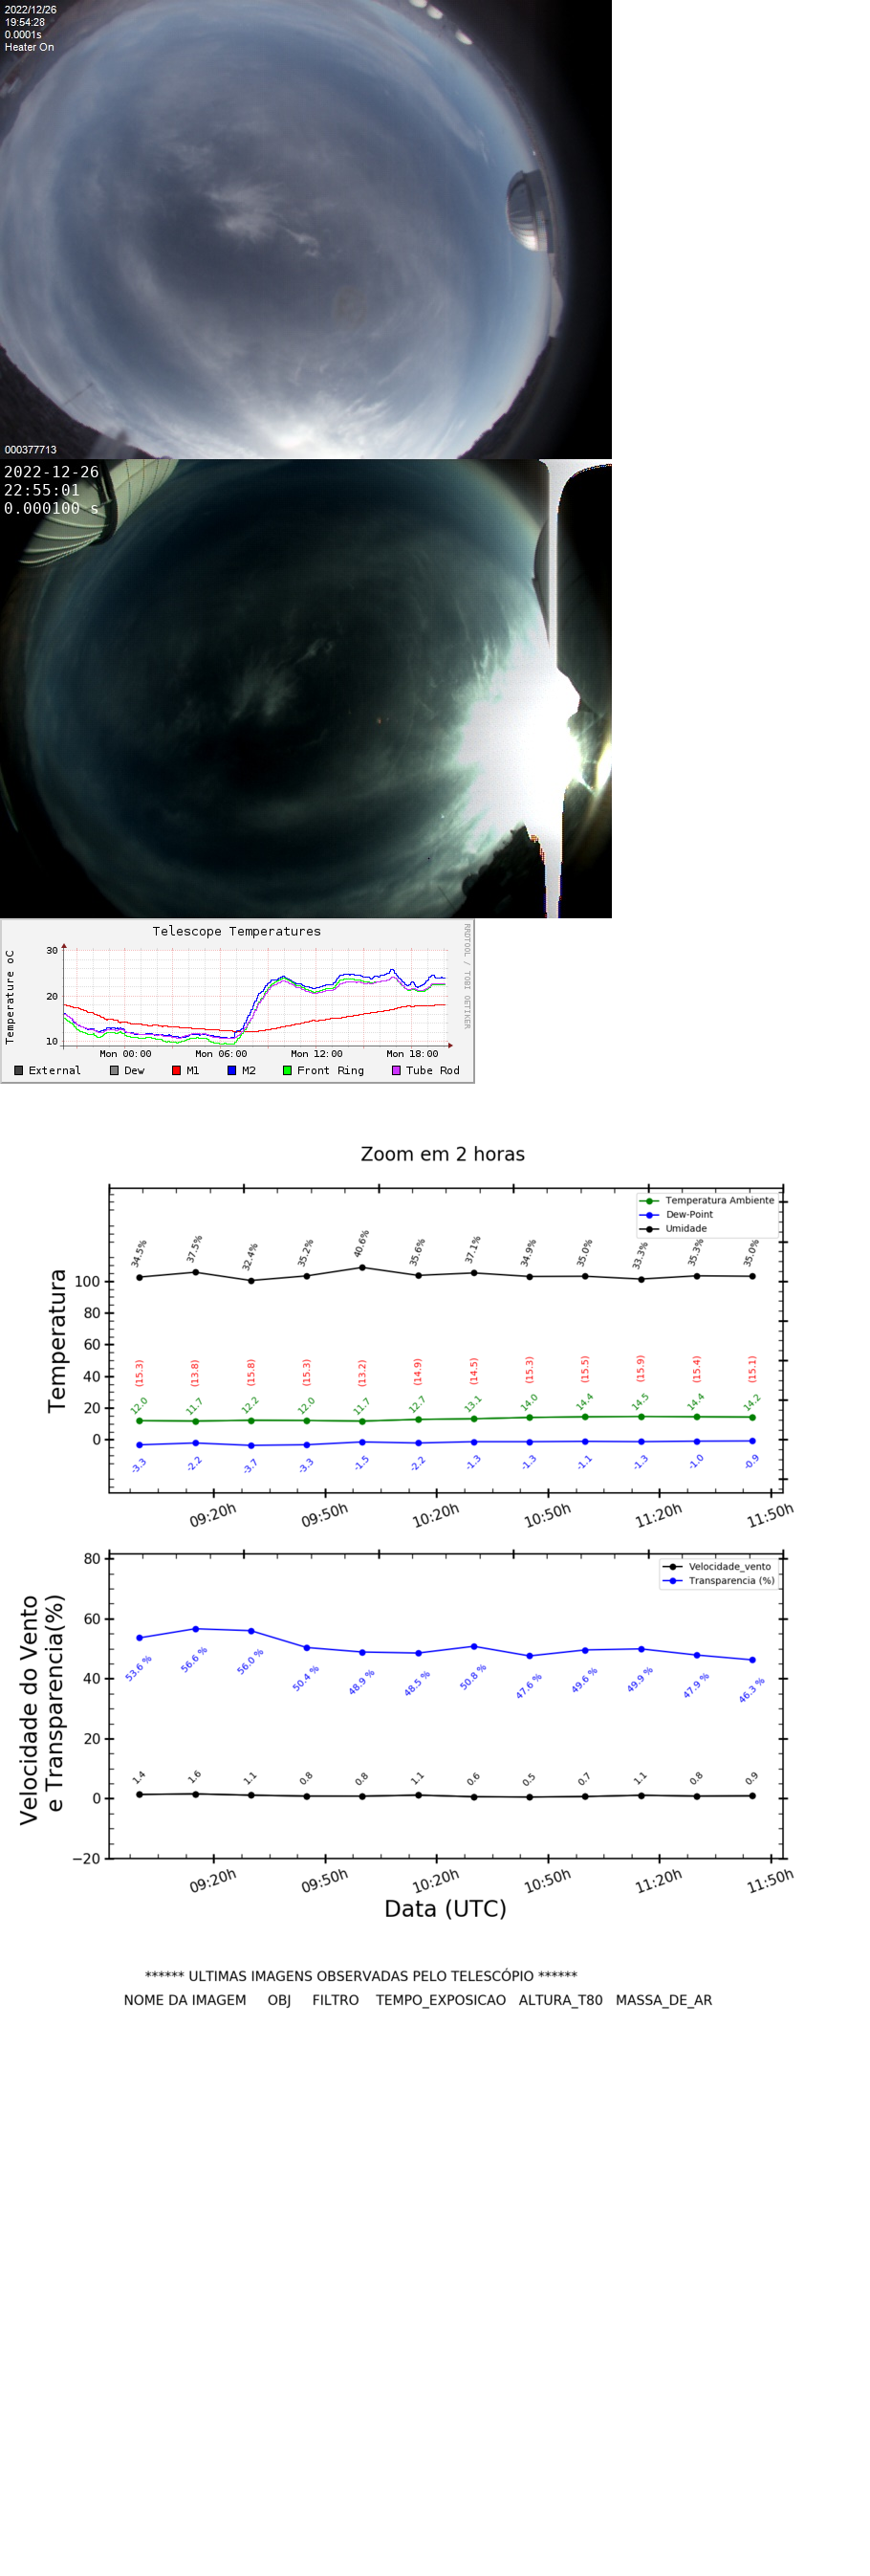 2022/12/26
19:54:28
0.0001s
Heater On
000377713
2022-12-26
22:55:01
0.000100 s
Telescope Temperatures
RRDTOOL / TOBI OETIKER
Temperature oC
30
20
10
Mon 00:00 Mon 06:00 Mon 12:00 Mon 18:00
External Dew M1 M2 Front Ring Tube Rod
Zoom em 2 horas
Temperatura Ambiente
Dew-Point
Umidade
Temperatura
100
80
60
40
20
0
34.5% 37.5% 32.4% 35.2% 40.6% 35.6% 37.1% 34.9% 35.0% 33.3% 35.3% 35.0%
(15.3) (13.8) (15.8) (15.3) (13.2) (14.9) (14.5) (15.3) (15.5) (15.9) (15.4) (15.1)
12.0 11.7 12.2 12.0 11.7 12.7 13.1 14.0 14.4 14.5 14.4 14.2
-3.3 -2.2 -3.7 -3.3 -1.5 -2.2 -1.3 -1.3 -1.1 -1.3 -1.0 -0.9
09:20h 09:50h 10:20h 10:50h 11:20h 11:50h
Velocidade_vento
Transparencia (%)
Velocidade do Vento
e Transparencia(%)
80
60
40
20
0
−20
53.6 % 56.6 % 56.0 % 50.4 % 48.9 % 48.5 % 50.8 % 47.6 % 49.6 % 49.9 % 47.9 % 46.3 %
1.4 1.6 1.1 0.8 0.8 1.1 0.6 0.5 0.7 1.1 0.8 0.9
09:20h 09:50h 10:20h 10:50h 11:20h 11:50h
Data (UTC)
****** ULTIMAS IMAGENS OBSERVADAS PELO TELESCÓPIO ******
NOME DA IMAGEM OBJ FILTRO TEMPO_EXPOSICAO ALTURA_T80 MASSA_DE_AR